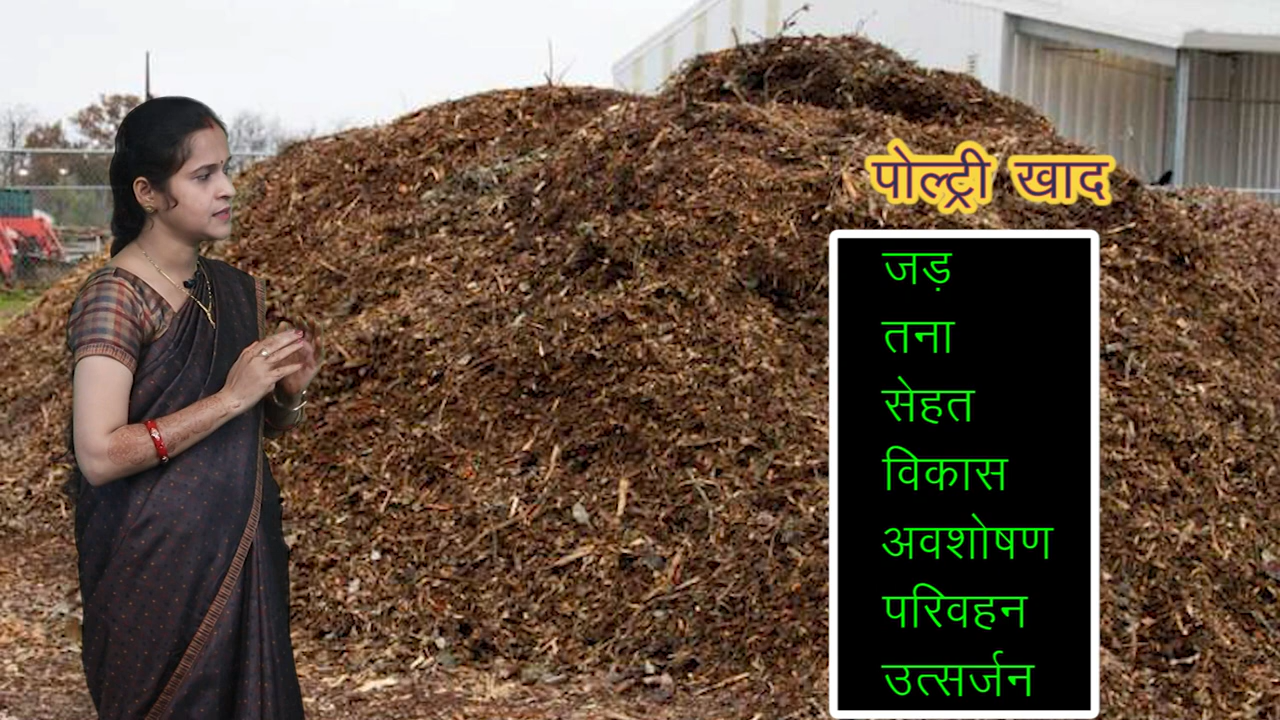 पोल्ट्री खाद
जड़
तना
सेहत
विकास
अवशोषण
परिवहन
उत्सर्जन